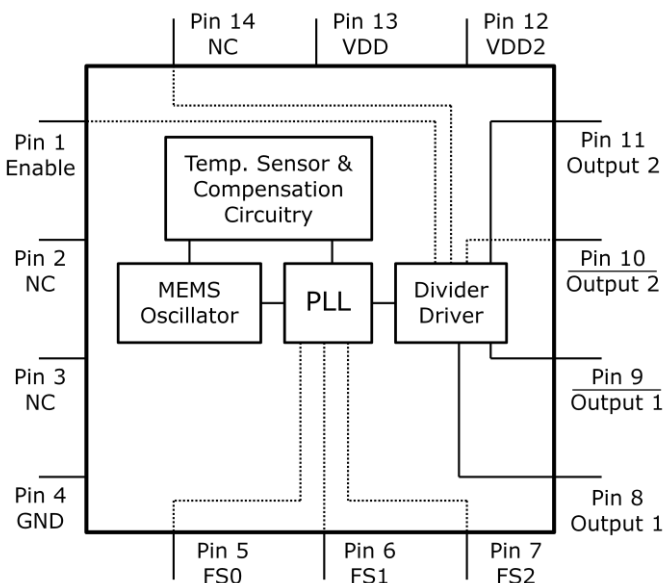 Pin 14
NC
Pin 13
VDD
Pin 12
VDD2
Pin 1
Enable
Pin 11
Output 2
Temp. Sensor &
Compensation
Circuitry
Pin 2
NC
Pin 10
Output 2
MEMS
Oscillator
PLL
Divider
Driver
Pin 3
NC
Pin 9
Output 1
Pin 4
GND
Pin 8
Output 1
Pin 5
FS0
Pin 6
FS1
Pin 7
FS2